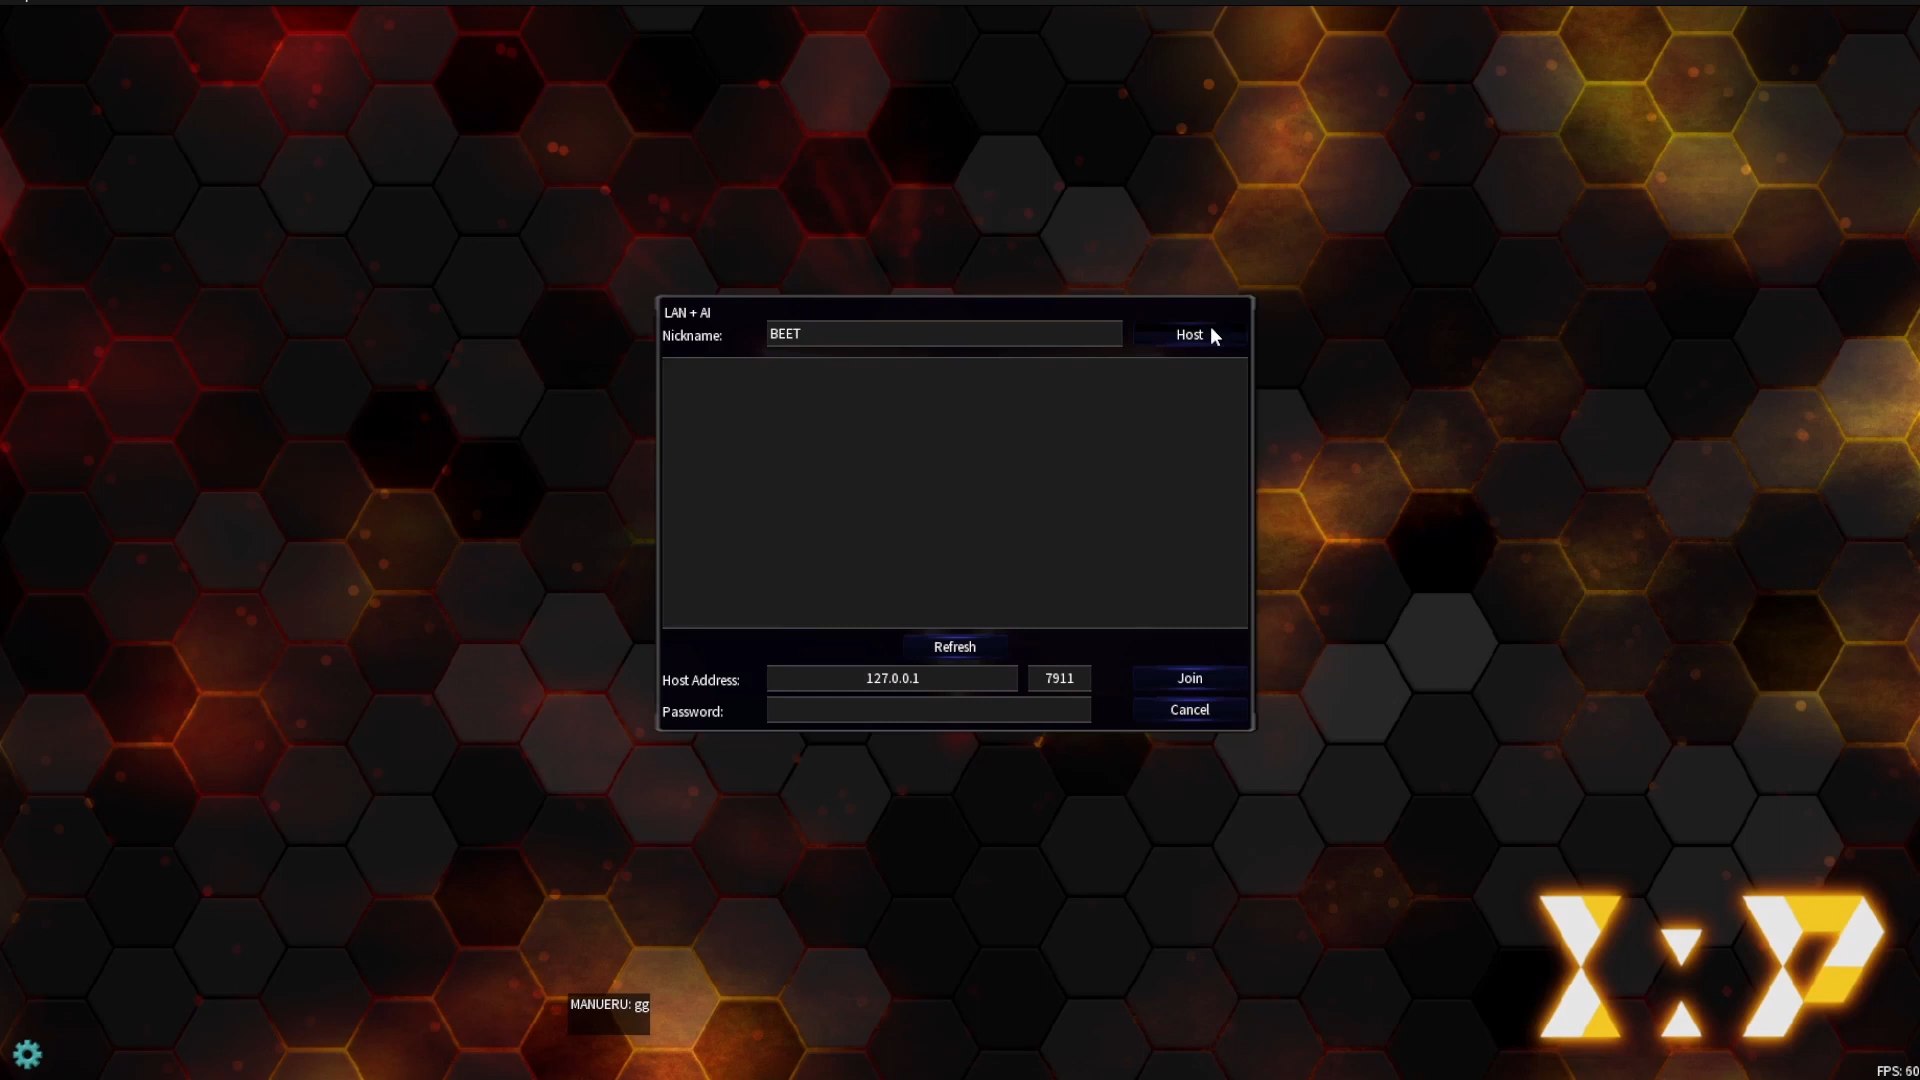 LAN + AI
Nickname: BEET Host
Refresh
Host Address: 127.0.0.1 7911 Join
Password: Cancel
MANUERU: gg
FPS: 60